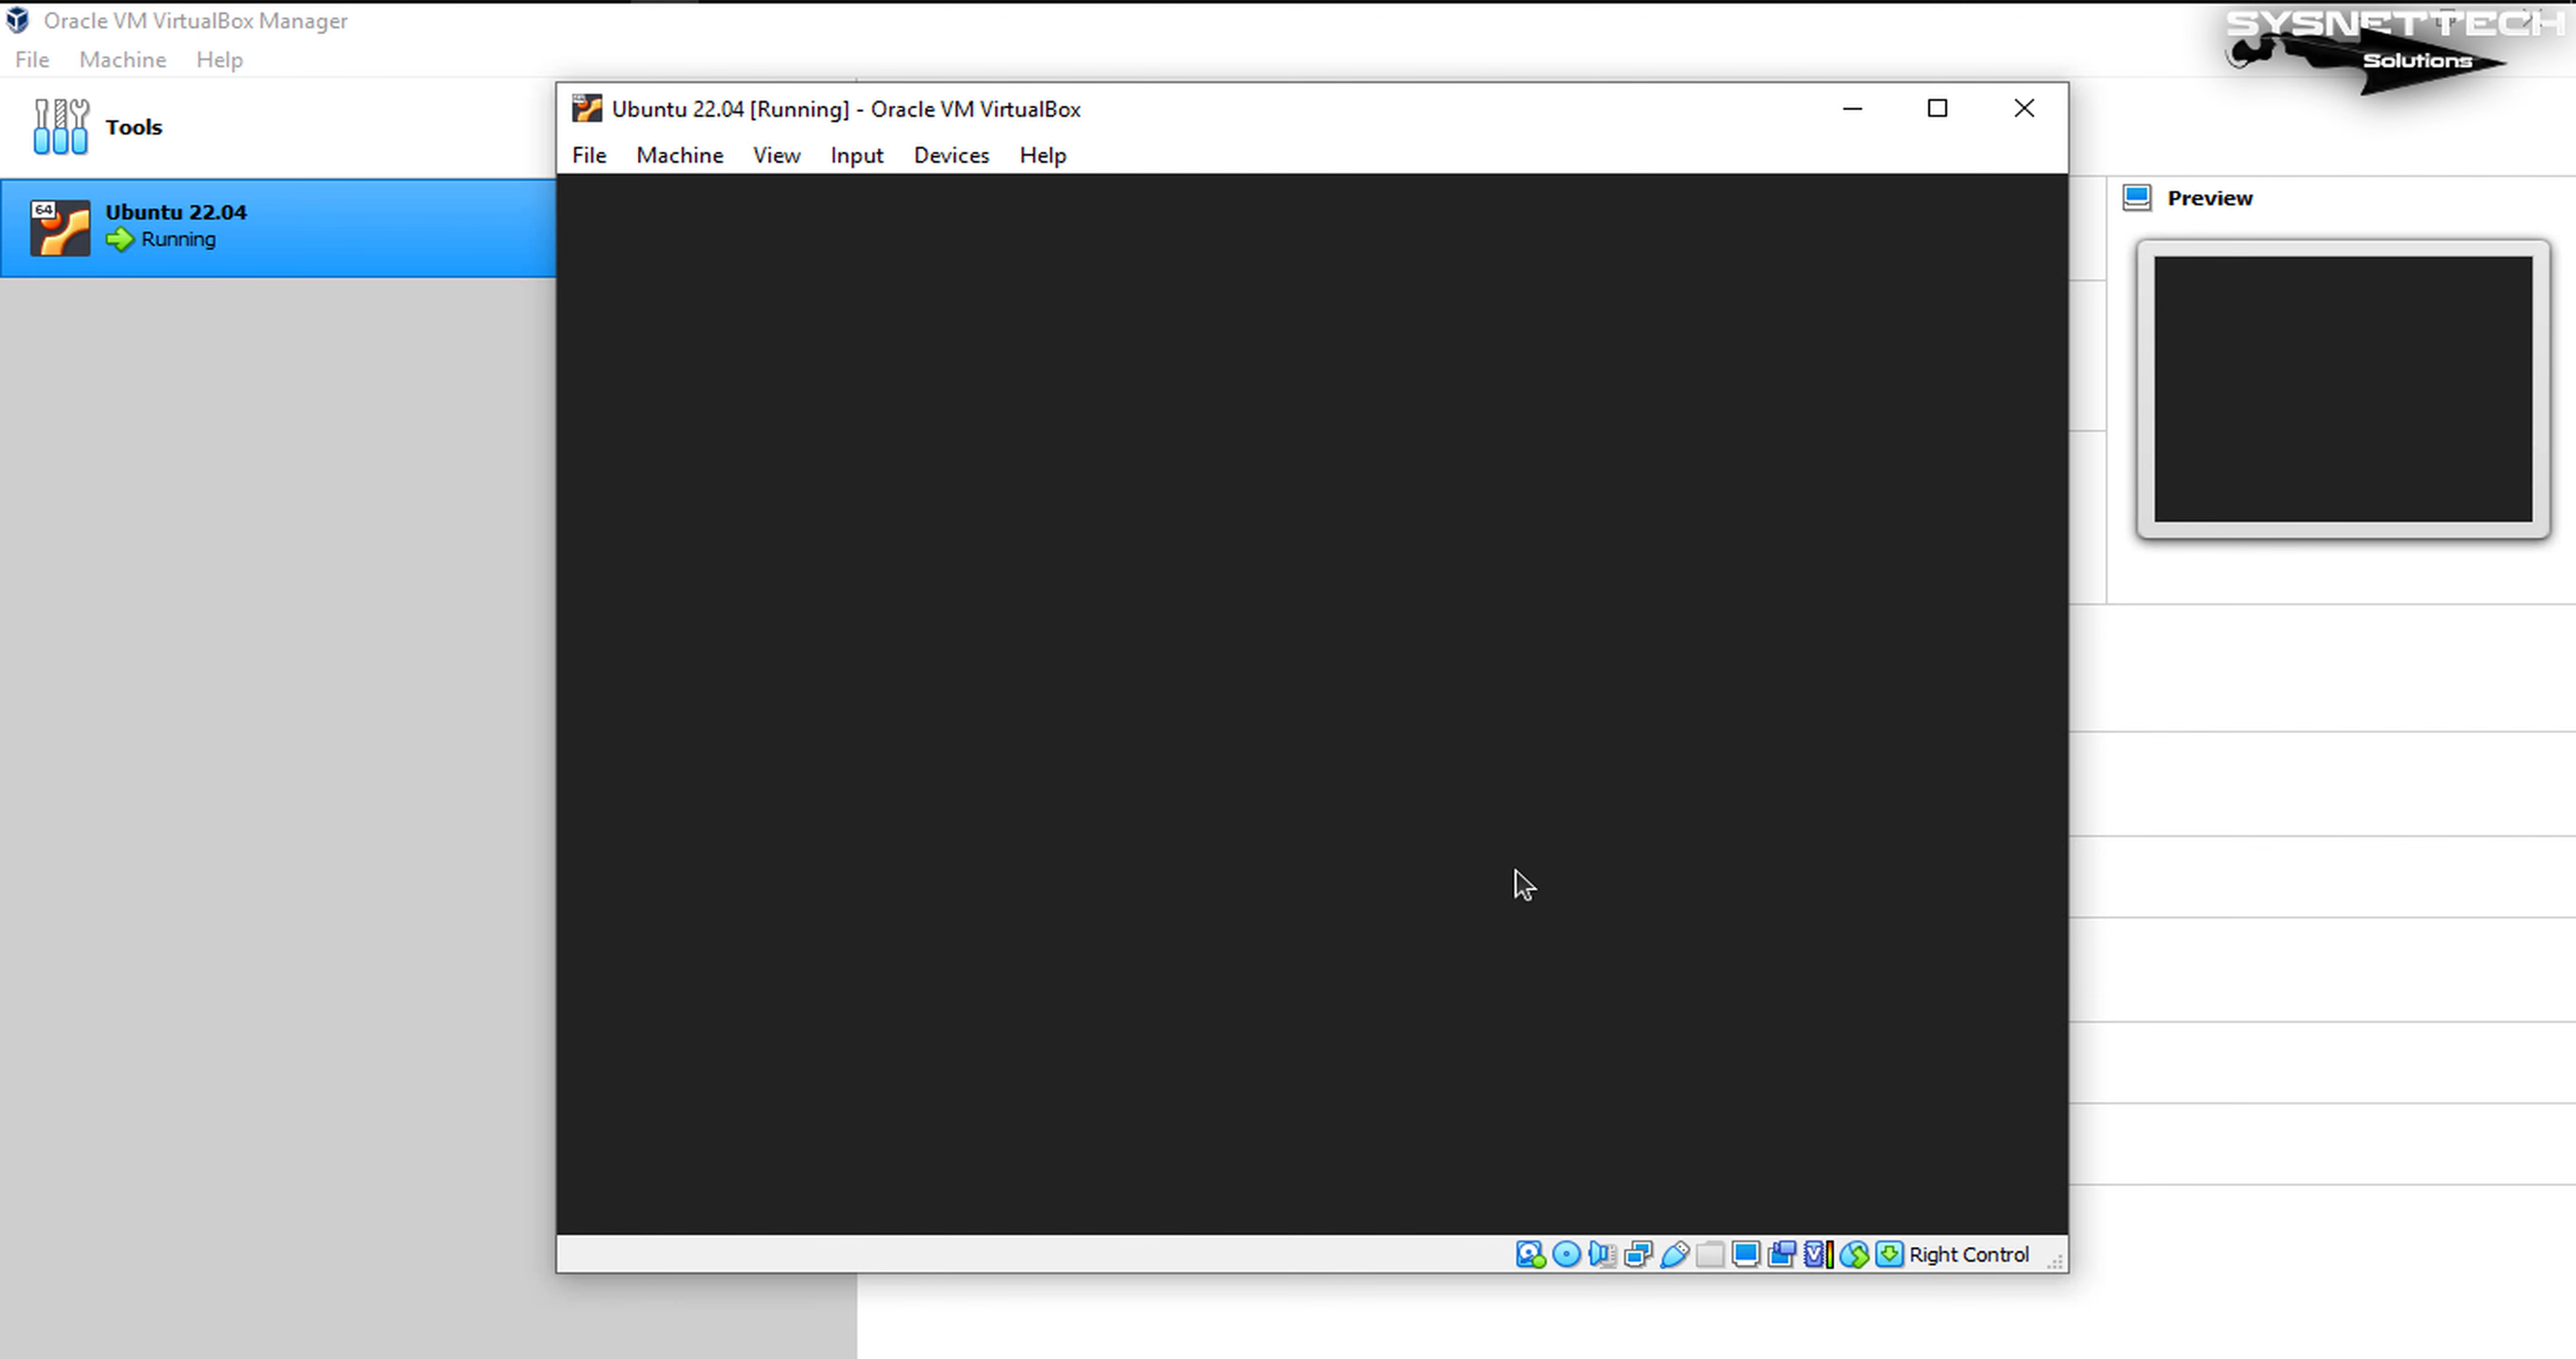 Oracle VM VirtualBox Manager
SYSNETTECH
Solutions
File Machine Help
Tools
Ubuntu 22.04 [Running] - Oracle VM VirtualBox
File Machine View Input Devices Help
64
Ubuntu 22.04
Running
Preview
Right Control